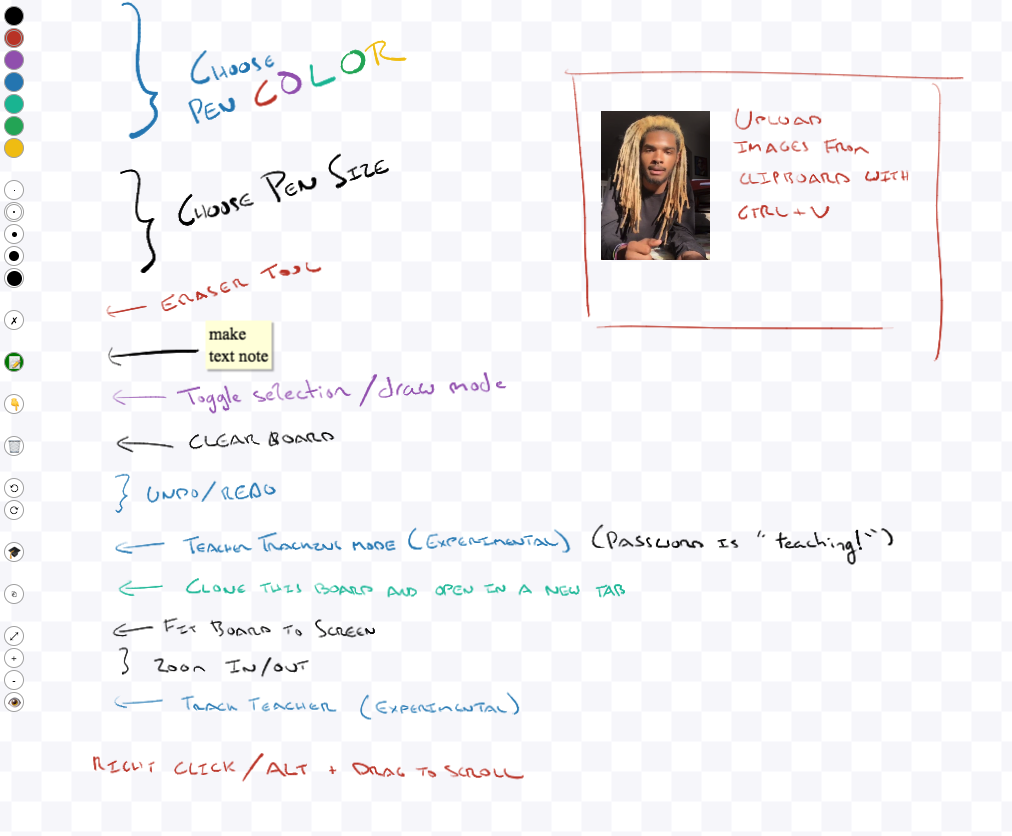 CHOOSE
PEN COLOR
CHOOSE PEN SIZE
ERASER TOOL
make
text note
Toggle selection/draw mode
CLEAR BOARD
UNDO/REDO
TEACHER TRACKING MODE (EXPERIMENTAL) (PASSWORD IS "teaching!")
CLONE THIS BOARD AND OPEN IN A NEW TAB
FIT BOARD TO SCREEN
ZOOM IN/OUT
TRACK TEACHER (EXPERIMENTAL)
RIGHT CLICK/ALT + DRAG TO SCROLL
UPLOAD
IMAGES FROM
CLIPBOARD WITH
CTRL+V